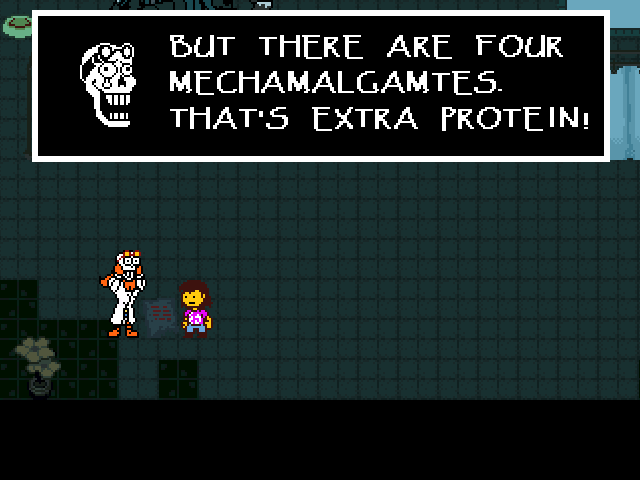 BUT THERE ARE FOUR
MECHAMALGAMTES.
THAT'S EXTRA PROTEIN!